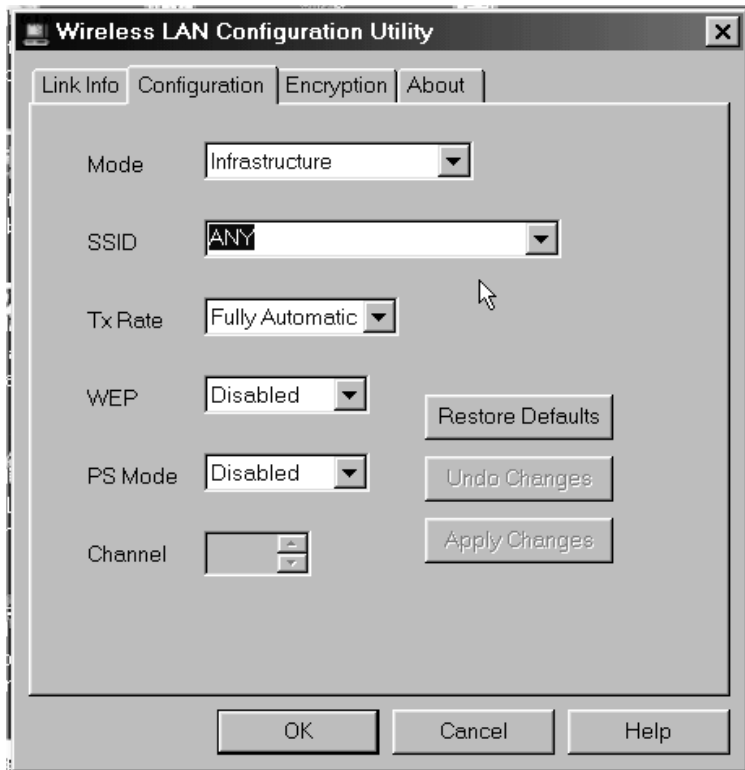 Wireless LAN Configuration Utility
Link Info Configuration Encryption About
Mode Infrastructure
SSID ANY
Tx Rate Fully Automatic
WEP Disabled
Restore Defaults
PS Mode Disabled
Undo Changes
Channel
Apply Changes
OK Cancel Help